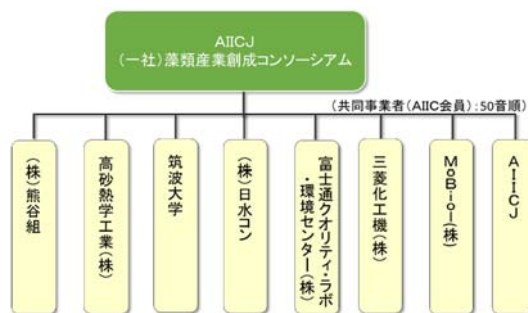 AIICJ
(一社)藻類産業創成コンソーシアム
(共同事業者(AIIC会員):50音順)
(株)熊谷組
高砂熱学工業(株)
筑波大学
(株)日水コン
富士通クオリティ・ラボ
・環境センター(株)
三菱化工機(株)
MoBiol(株)
AIICJ